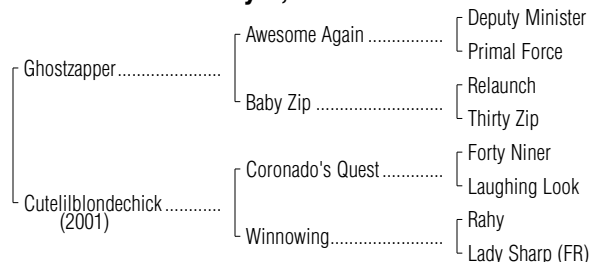 Deputy Minister
Awesome Again ................
Primal Force
Ghostzapper......................
Relaunch
Baby Zip ...........................
Thirty Zip
Forty Niner
Coronado's Quest .............
Laughing Look
Cutelilblondechick ............
(2001)
Rahy
Winnowing........................
Lady Sharp (FR)